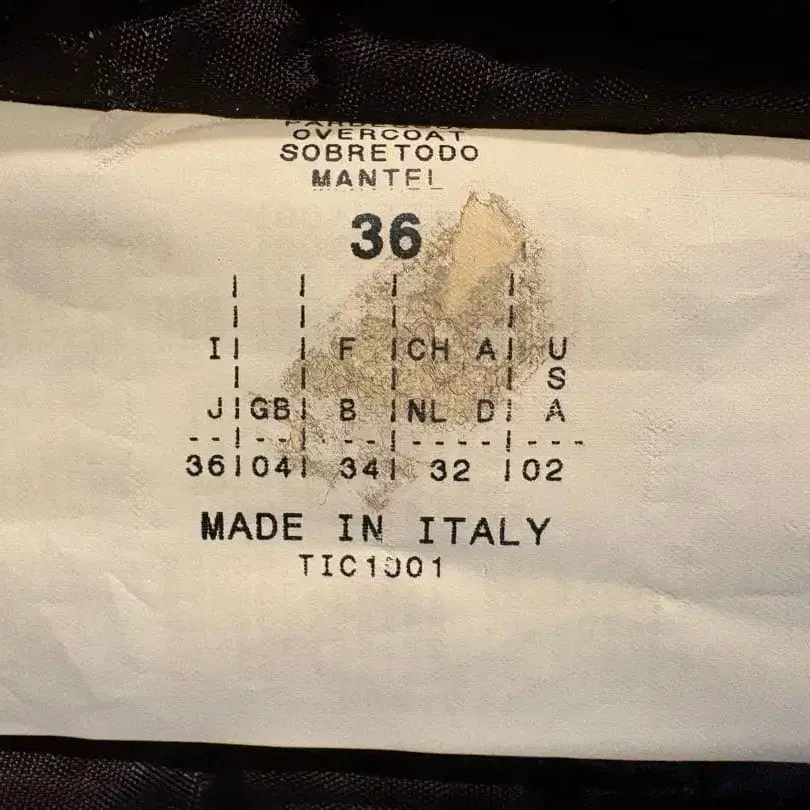 OVERCOAT
SOBRETODO
MANTEL
36
I | | F | CH A | U
| | | | S
J | GB | B | NL D | A
--|--|--|----|---
36 | 04 | 34 | 32 | 02
MADE IN ITALY
TIC1001